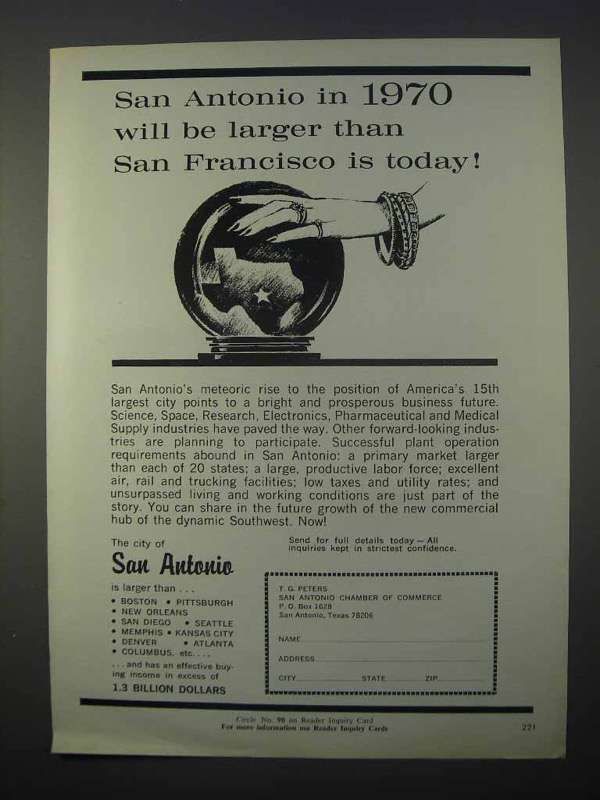 San Antonio in 1970
will be larger than
San Francisco is today!
San Antonio's meteoric rise to the position of America's 15th
largest city points to a bright and prosperous business future.
Science, Space, Research, Electronics, Pharmaceutical and Medical
Supply industries have paved the way. Other forward-looking indus-
tries are planning to participate. Successful plant operation
requirements abound in San Antonio: a primary market larger
than each of 20 states; a large, productive labor force; excellent
air, rail and trucking facilities; low taxes and utility rates; and
unsurpassed living and working conditions are just part of the
story. You can share in the future growth of the new commercial
hub of the dynamic Southwest. Now!
The city of
San Antonio
is larger than . . .
• BOSTON • PITTSBURGH
• NEW ORLEANS
• SAN DIEGO • SEATTLE
• MEMPHIS • KANSAS CITY
• DENVER • ATLANTA
• COLUMBUS, etc. . . .
. . . and has an effective buy-
ing income in excess of
1.3 BILLION DOLLARS
Send for full details today — All
inquiries kept in strictest confidence.
T. G. PETERS
SAN ANTONIO CHAMBER OF COMMERCE
P. O. Box 1628
San Antonio, Texas 78206
NAME
ADDRESS
CITY STATE ZIP
Circle No. 98 on Reader Inquiry Card
For more information use Reader Inquiry Cards
221